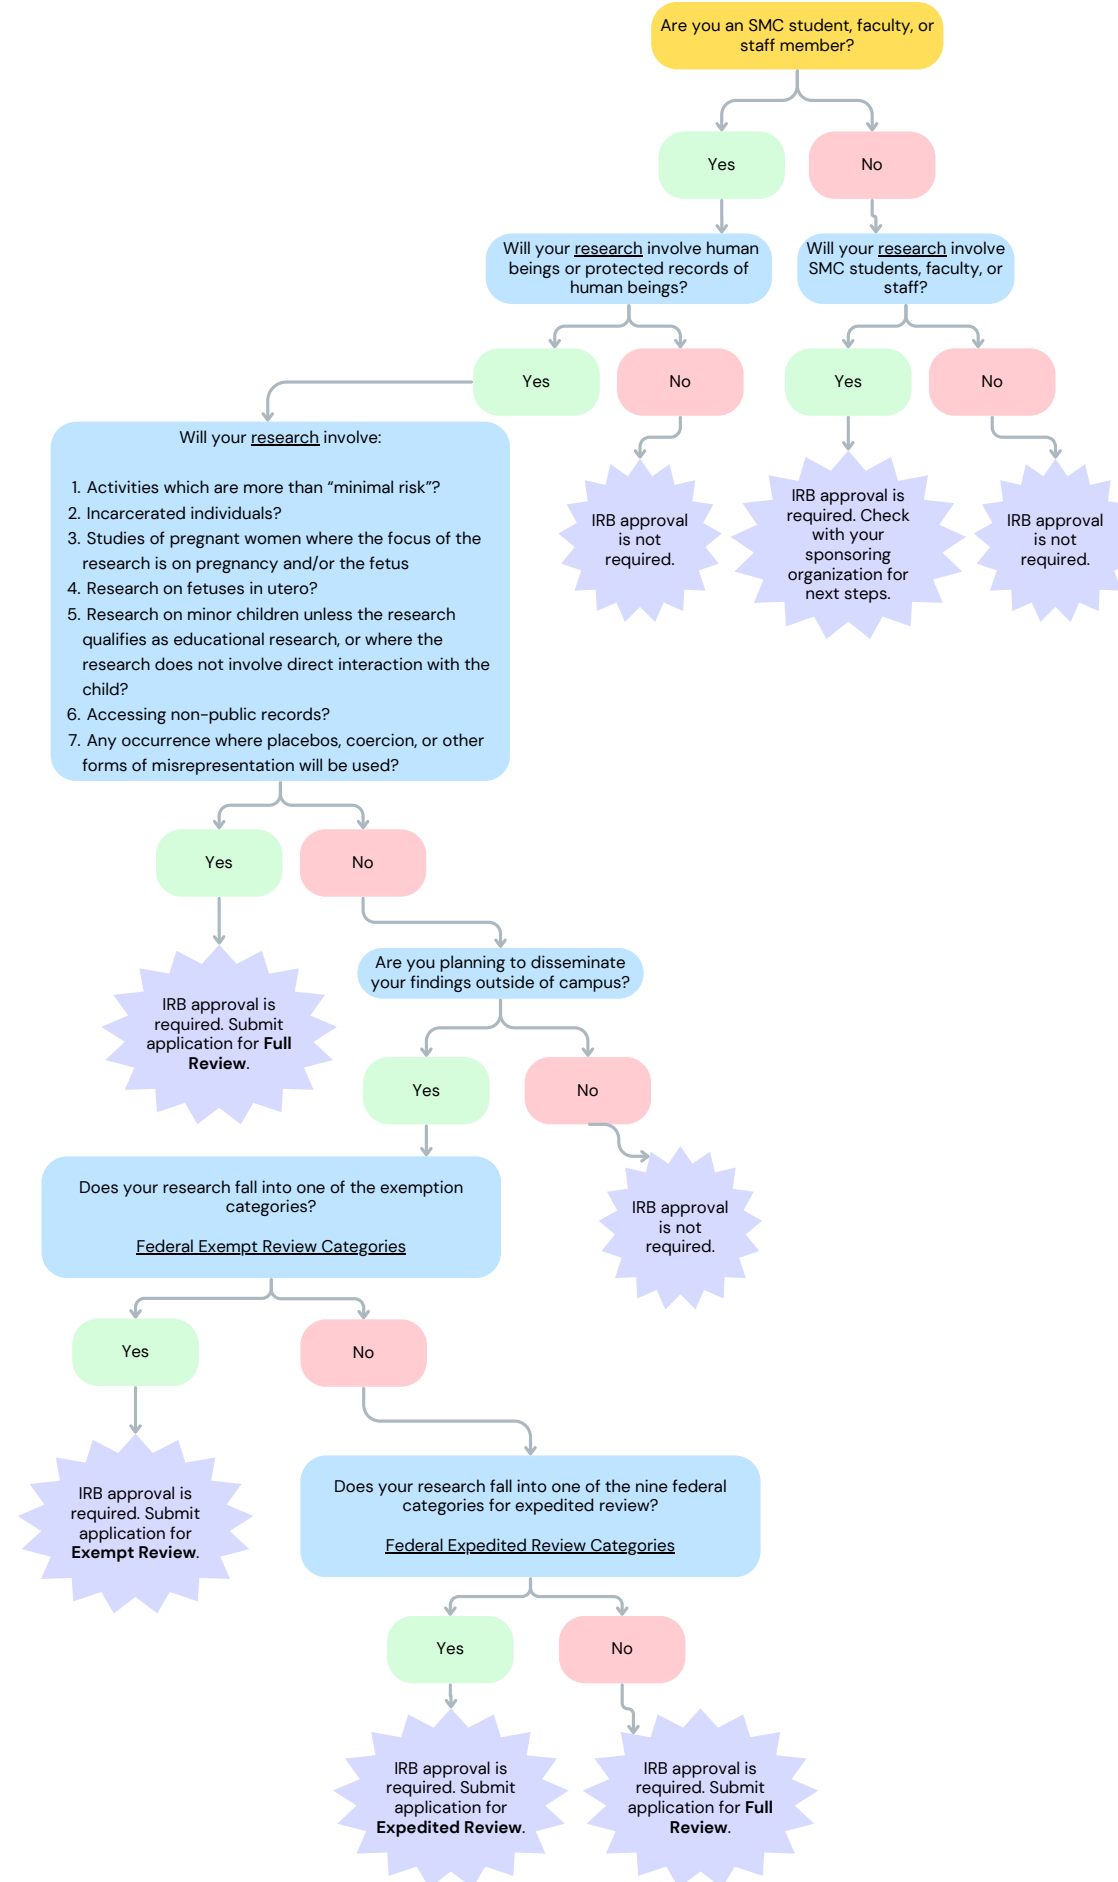 Are you an SMC student, faculty, or
staff member?
Yes
No
Will your research involve human
beings or protected records of
human beings?
Will your research involve
SMC students, faculty, or
staff?
Yes
No
Yes
No
Will your research involve:
1. Activities which are more than “minimal risk”?
2. Incarcerated individuals?
3. Studies of pregnant women where the focus of the
research is on pregnancy and/or the fetus
4. Research on fetuses in utero?
5. Research on minor children unless the research
qualifies as educational research, or where the
research does not involve direct interaction with the
child?
6. Accessing non-public records?
7. Any occurrence where placebos, coercion, or other
forms of misrepresentation will be used?
IRB approval
is not
required.
IRB approval is
required. Check
with your
sponsoring
organization for
next steps.
IRB approval
is not
required.
Yes
No
IRB approval is
required. Submit
application for Full
Review.
Are you planning to disseminate
your findings outside of campus?
Yes
No
Does your research fall into one of the exemption
categories?
Federal Exempt Review Categories
IRB approval
is not
required.
Yes
No
IRB approval is
required. Submit
application for
Exempt Review.
Does your research fall into one of the nine federal
categories for expedited review?
Federal Expedited Review Categories
Yes
No
IRB approval is
required. Submit
application for
Expedited Review.
IRB approval is
required. Submit
application for Full
Review.